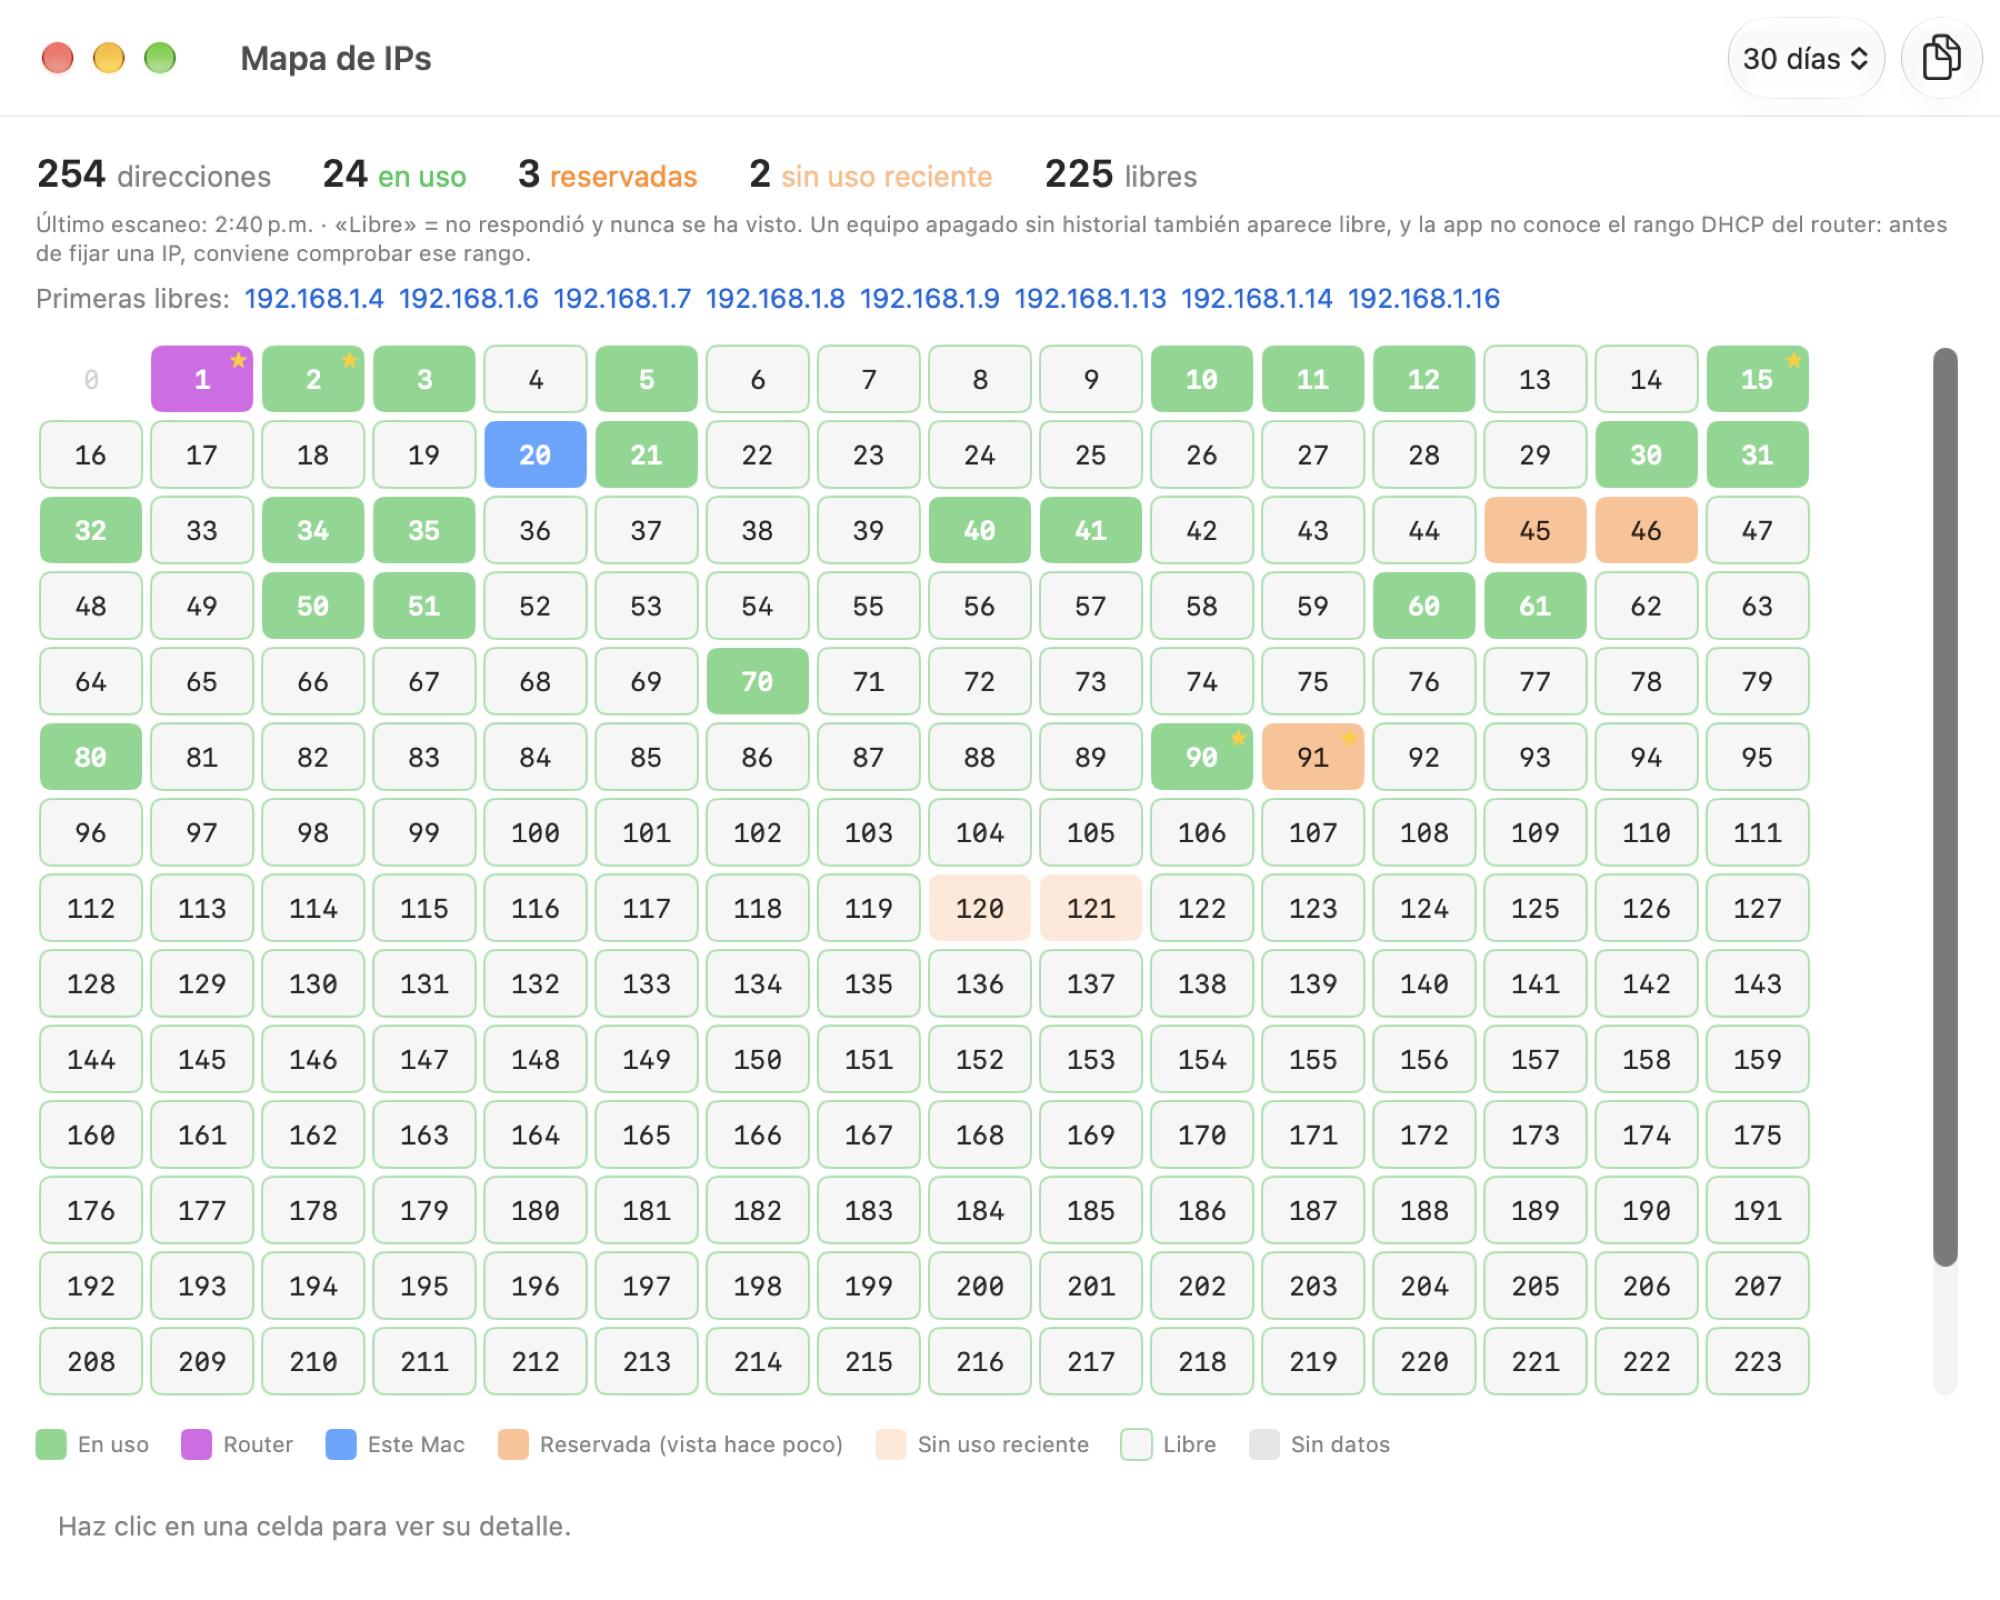 Mapa de IPs
30 días
254 direcciones 24 en uso 3 reservadas 2 sin uso reciente 225 libres
Último escaneo: 2:40 p.m. · «Libre» = no respondió y nunca se ha visto. Un equipo apagado sin historial también aparece libre, y la app no conoce el rango DHCP del router: antes
de fijar una IP, conviene comprobar ese rango.
Primeras libres: 192.168.1.4 192.168.1.6 192.168.1.7 192.168.1.8 192.168.1.9 192.168.1.13 192.168.1.14 192.168.1.16
0 1 2 3 4 5 6 7 8 9 10 11 12 13 14 15
16 17 18 19 20 21 22 23 24 25 26 27 28 29 30 31
32 33 34 35 36 37 38 39 40 41 42 43 44 45 46 47
48 49 50 51 52 53 54 55 56 57 58 59 60 61 62 63
64 65 66 67 68 69 70 71 72 73 74 75 76 77 78 79
80 81 82 83 84 85 86 87 88 89 90 91 92 93 94 95
96 97 98 99 100 101 102 103 104 105 106 107 108 109 110 111
112 113 114 115 116 117 118 119 120 121 122 123 124 125 126 127
128 129 130 131 132 133 134 135 136 137 138 139 140 141 142 143
144 145 146 147 148 149 150 151 152 153 154 155 156 157 158 159
160 161 162 163 164 165 166 167 168 169 170 171 172 173 174 175
176 177 178 179 180 181 182 183 184 185 186 187 188 189 190 191
192 193 194 195 196 197 198 199 200 201 202 203 204 205 206 207
208 209 210 211 212 213 214 215 216 217 218 219 220 221 222 223
En uso Router Este Mac Reservada (vista hace poco) Sin uso reciente Libre Sin datos
Haz clic en una celda para ver su detalle.